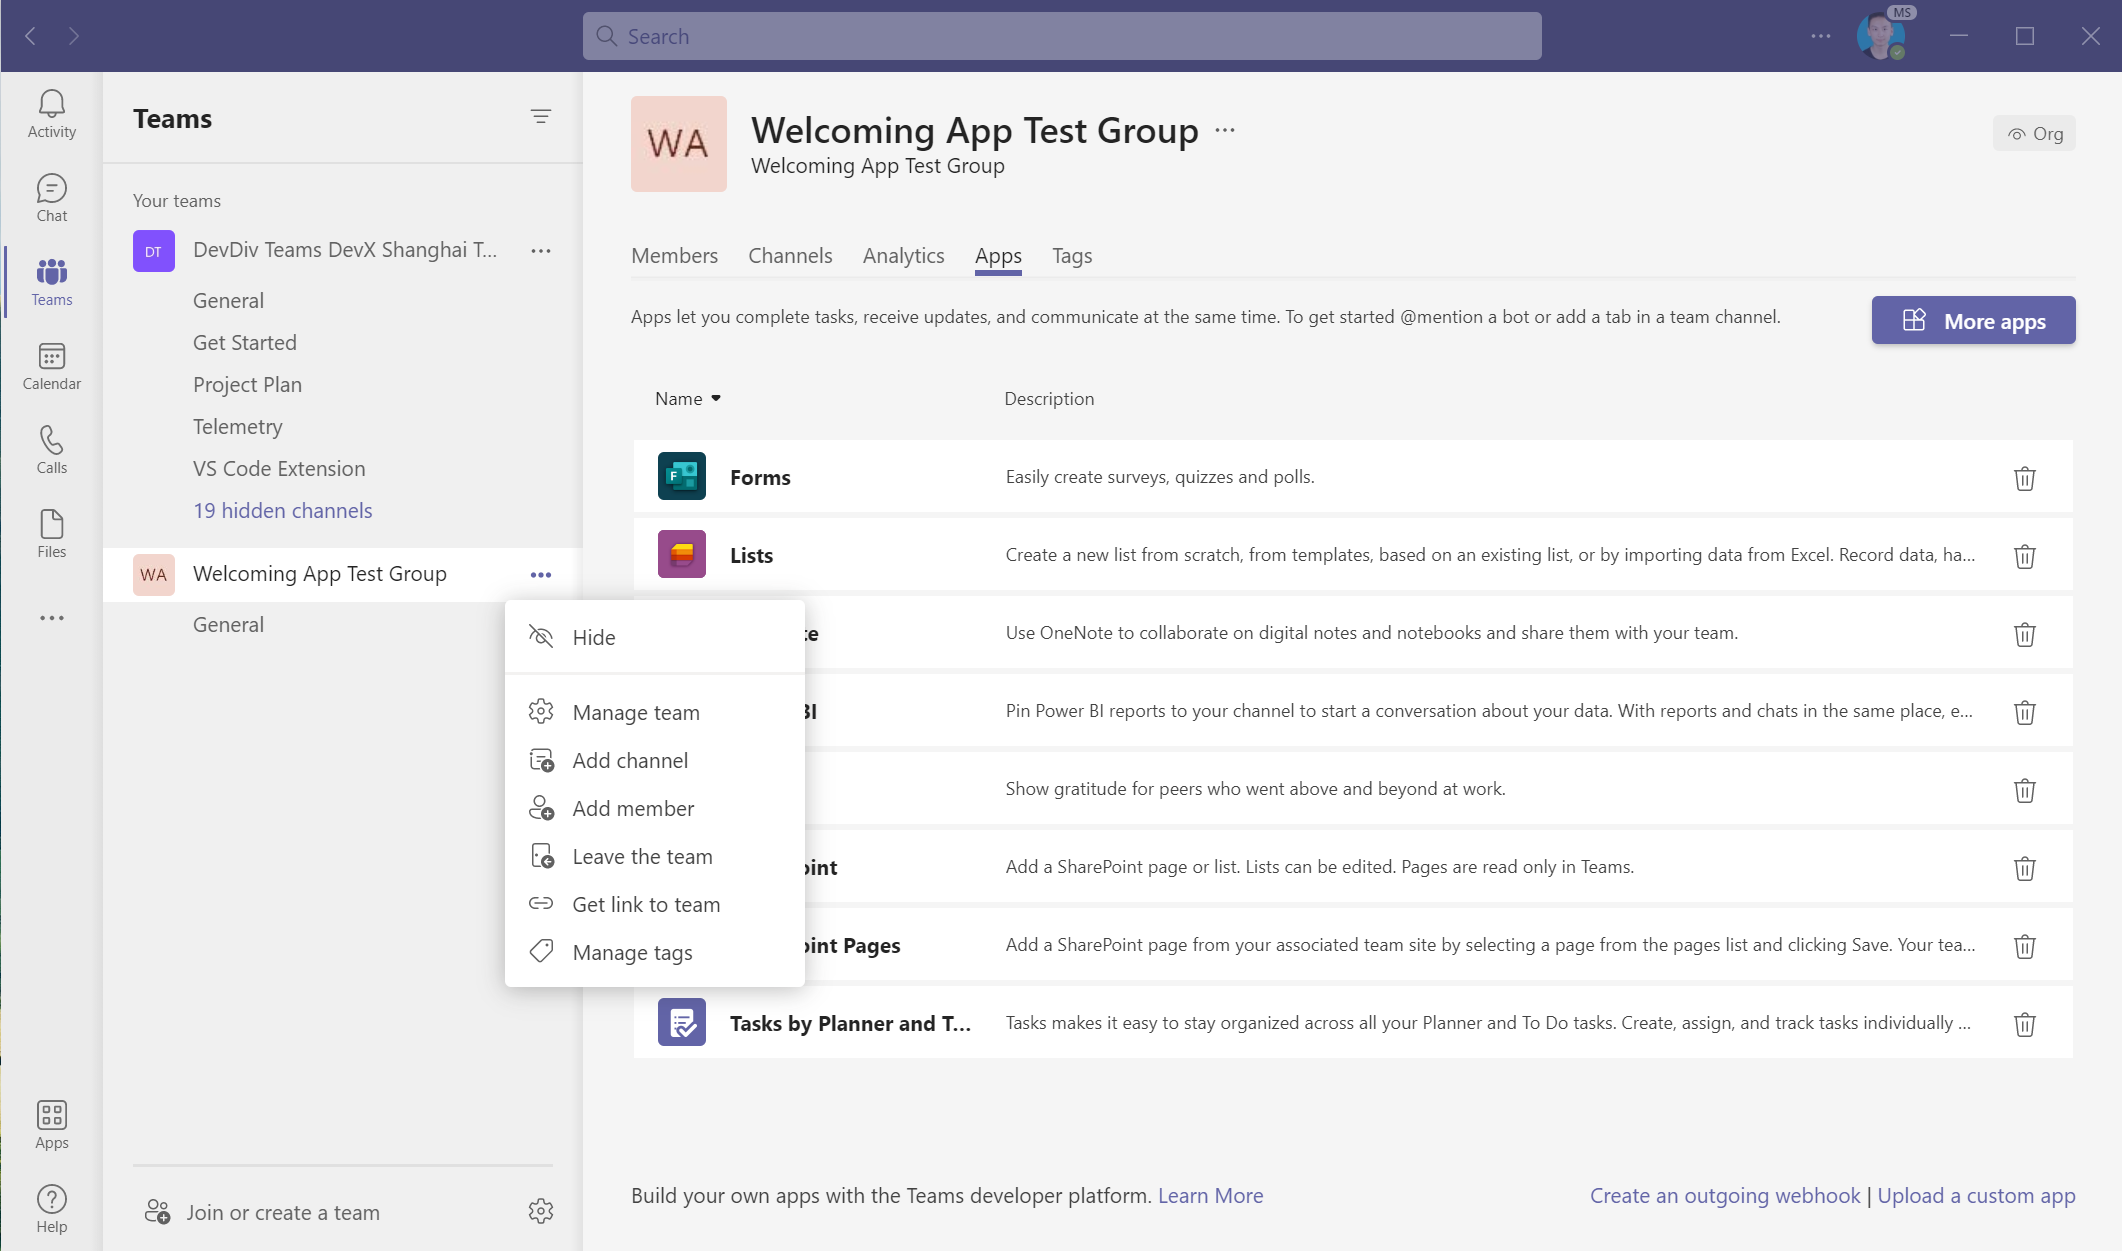 Search
MS
Activity
Chat
Teams
Calendar
Calls
Files
Apps
Help
Teams
Your teams
DT
DevDiv Teams DevX Shanghai T...
General
Get Started
Project Plan
Telemetry
VS Code Extension
19 hidden channels
WA
Welcoming App Test Group
General
Hide
Manage team
Add channel
Add member
Leave the team
Get link to team
Manage tags
Join or create a team
WA
Welcoming App Test Group
Welcoming App Test Group
Org
Members
Channels
Analytics
Apps
Tags
Apps let you complete tasks, receive updates, and communicate at the same time. To get started @mention a bot or add a tab in a team channel.
More apps
Name
Description
F
Forms
Easily create surveys, quizzes and polls.
Lists
Create a new list from scratch, from templates, based on an existing list, or by importing data from Excel. Record data, ha...
te
Use OneNote to collaborate on digital notes and notebooks and share them with your team.
BI
Pin Power BI reports to your channel to start a conversation about your data. With reports and chats in the same place, e...
Show gratitude for peers who went above and beyond at work.
oint
Add a SharePoint page or list. Lists can be edited. Pages are read only in Teams.
oint Pages
Add a SharePoint page from your associated team site by selecting a page from the pages list and clicking Save. Your tea...
Tasks by Planner and T...
Tasks makes it easy to stay organized across all your Planner and To Do tasks. Create, assign, and track tasks individually ...
Build your own apps with the Teams developer platform. Learn More
Create an outgoing webhook | Upload a custom app